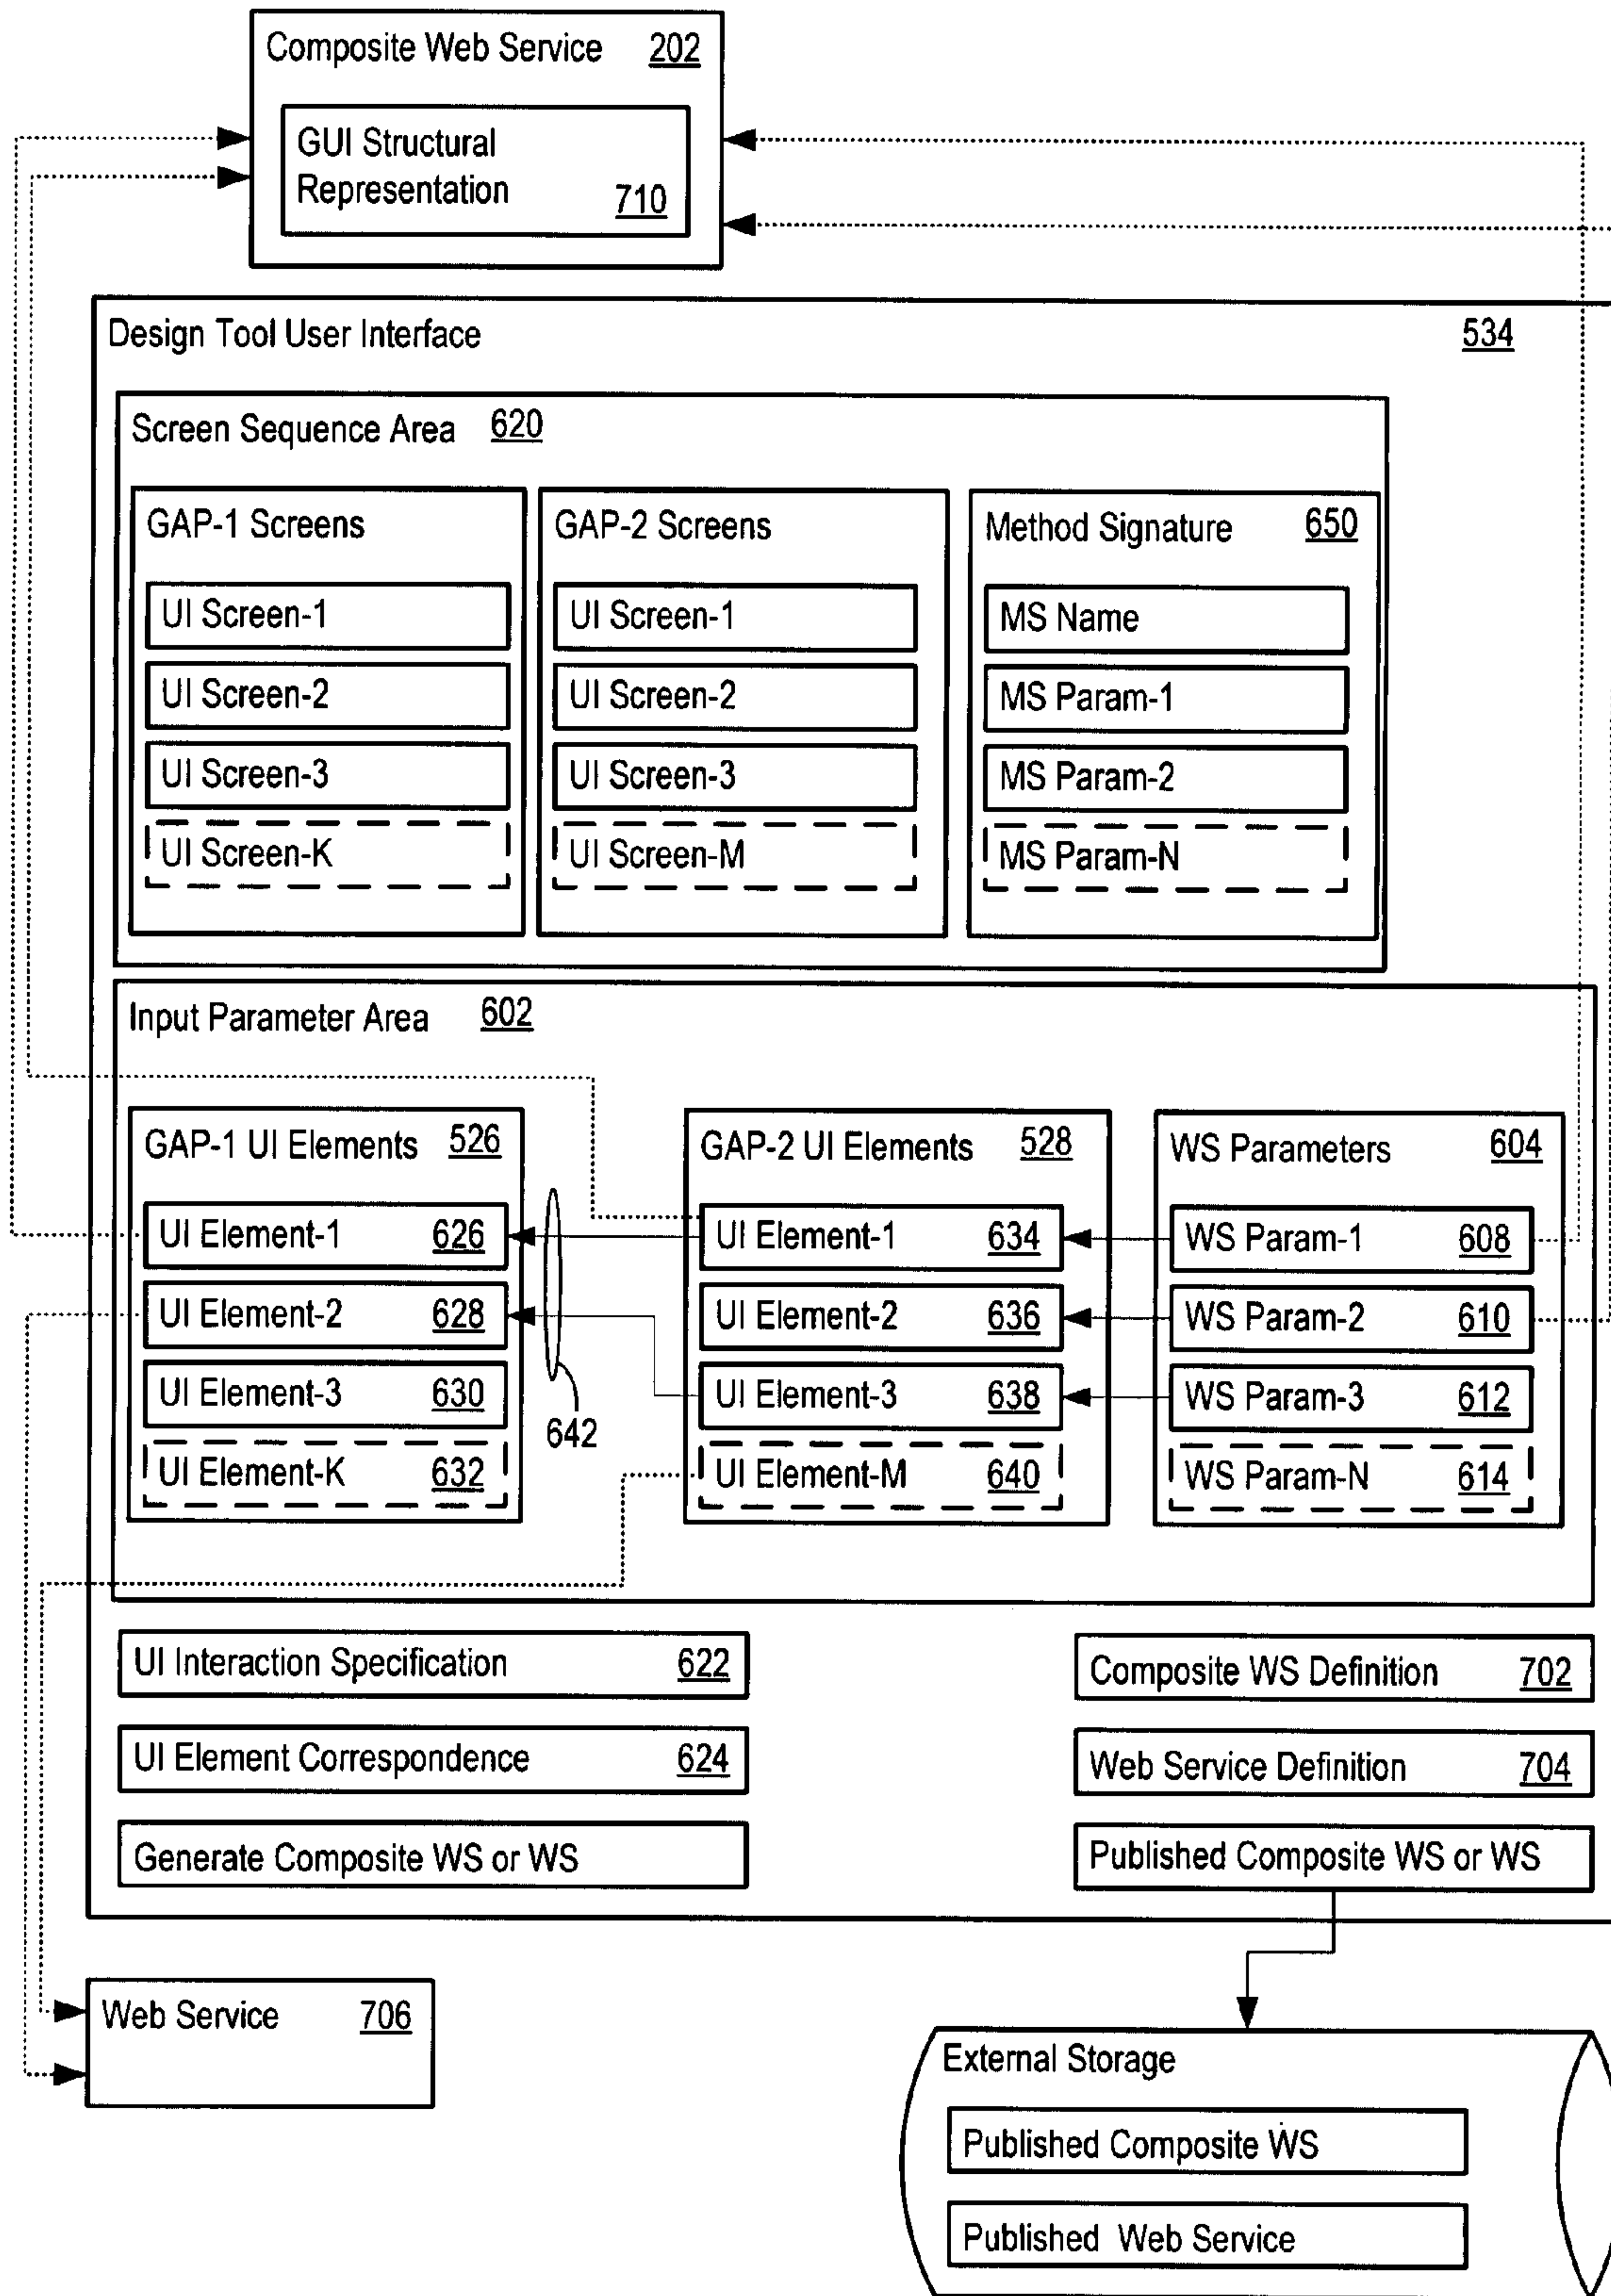 Composite Web Service 202
GUI Structural
Representation 710
Design Tool User Interface 534
Screen Sequence Area 620
GAP-1 Screens
UI Screen-1
UI Screen-2
UI Screen-3
UI Screen-K
GAP-2 Screens
UI Screen-1
UI Screen-2
UI Screen-3
UI Screen-M
Method Signature 650
MS Name
MS Param-1
MS Param-2
MS Param-N
Input Parameter Area 602
GAP-1 UI Elements 526
UI Element-1 626
UI Element-2 628
UI Element-3 630
UI Element-K 632
642
GAP-2 UI Elements 528
UI Element-1 634
UI Element-2 636
UI Element-3 638
UI Element-M 640
WS Parameters 604
WS Param-1 608
WS Param-2 610
WS Param-3 612
WS Param-N 614
UI Interaction Specification 622
UI Element Correspondence 624
Generate Composite WS or WS
Composite WS Definition 702
Web Service Definition 704
Published Composite WS or WS
Web Service 706
External Storage
Published Composite WS
Published Web Service